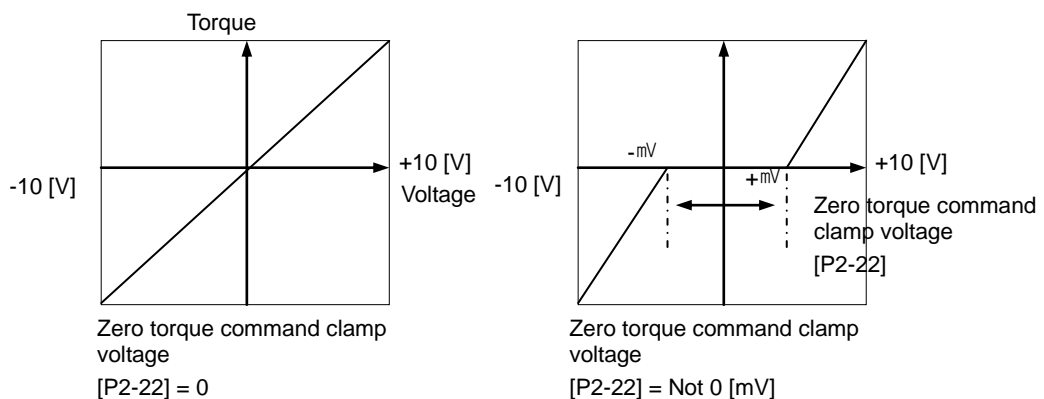 Torque
-10 [V]
+10 [V]
Voltage
Zero torque command clamp
voltage
[P2-22] = 0
-10 [V]
-㎷
+㎷
+10 [V]
Zero torque command
clamp voltage
[P2-22]
Zero torque command clamp
voltage
[P2-22] = Not 0 [mV]